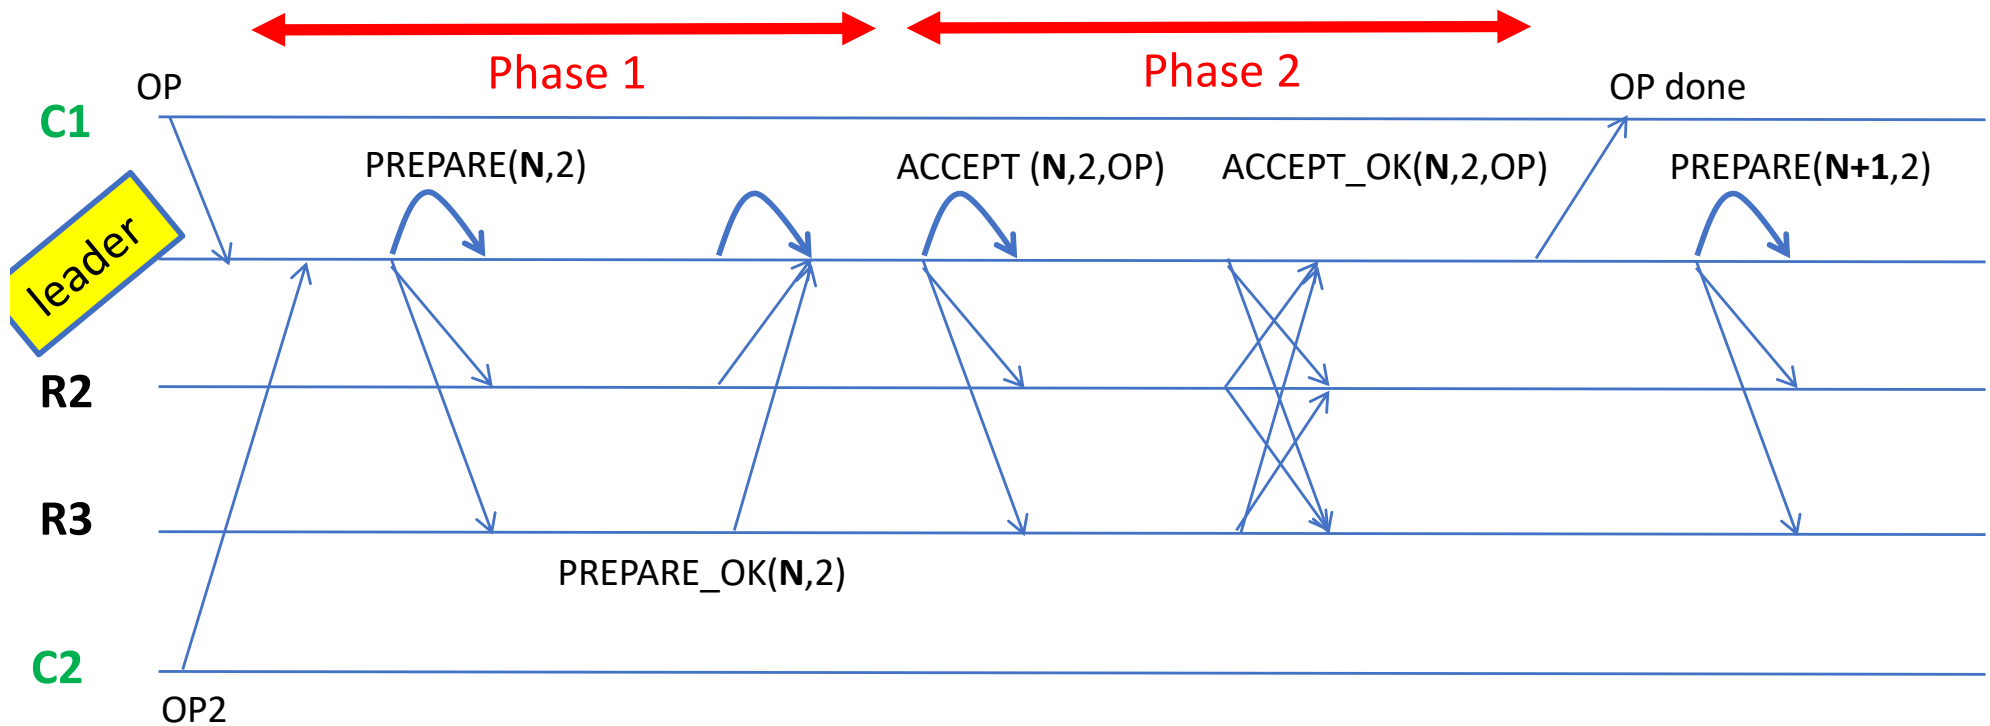 Phase 1
Phase 2
OP
OP done
C1
PREPARE(N,2)
ACCEPT (N,2,OP)
ACCEPT_OK(N,2,OP)
PREPARE(N+1,2)
leader
R2
R3
PREPARE_OK(N,2)
C2
OP2